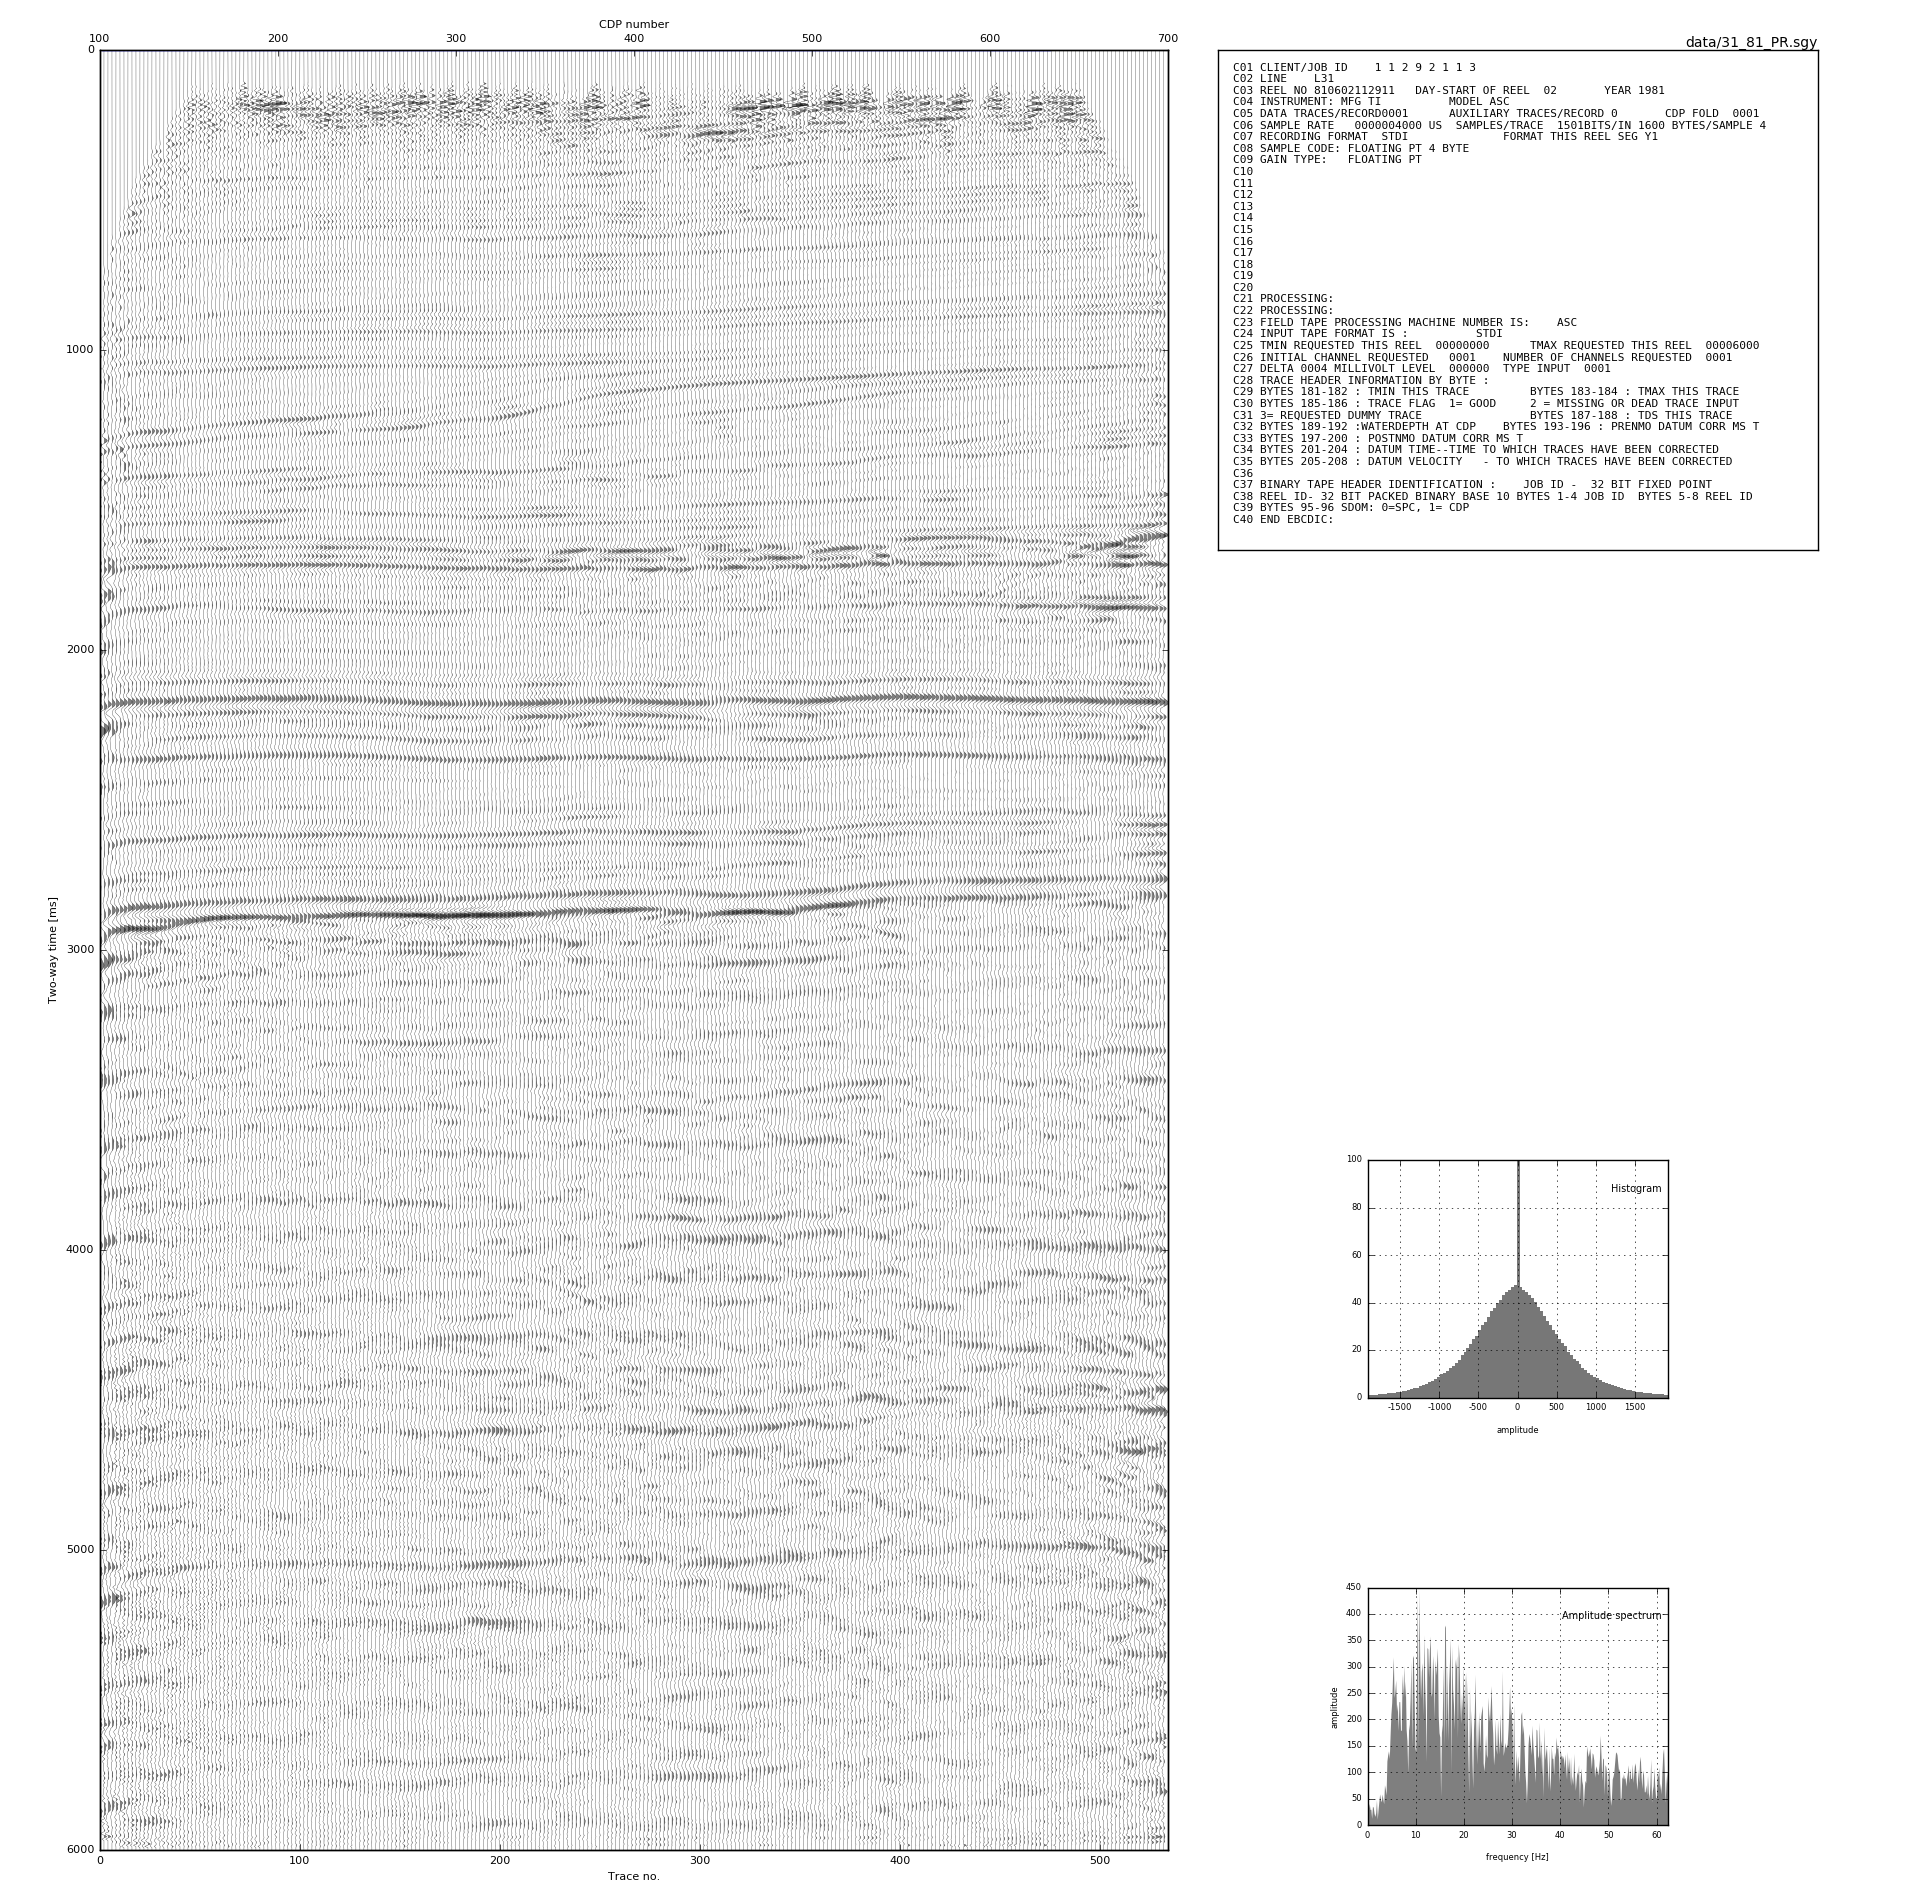 CDP number
100 200 300 400 500 600 700
0
1000
2000
3000
4000
5000
6000
Two-way time [ms]
0 100 200 300 400 500
Trace no.
data/31_81_PR.sgy
C01 CLIENT/JOB ID    1 1 2 9 2 1 1 3
C02 LINE    L31
C03 REEL NO 810602112911   DAY-START OF REEL  02       YEAR 1981
C04 INSTRUMENT: MFG TI          MODEL ASC
C05 DATA TRACES/RECORD0001      AUXILIARY TRACES/RECORD 0       CDP FOLD  0001
C06 SAMPLE RATE   0000004000 US  SAMPLES/TRACE  1501BITS/IN 1600 BYTES/SAMPLE 4
C07 RECORDING FORMAT  STDI              FORMAT THIS REEL SEG Y1
C08 SAMPLE CODE: FLOATING PT 4 BYTE
C09 GAIN TYPE:   FLOATING PT
C10
C11
C12
C13
C14
C15
C16
C17
C18
C19
C20
C21 PROCESSING:
C22 PROCESSING:
C23 FIELD TAPE PROCESSING MACHINE NUMBER IS:    ASC
C24 INPUT TAPE FORMAT IS :          STDI
C25 TMIN REQUESTED THIS REEL  00000000      TMAX REQUESTED THIS REEL  00006000
C26 INITIAL CHANNEL REQUESTED   0001    NUMBER OF CHANNELS REQUESTED  0001
C27 DELTA 0004 MILLIVOLT LEVEL  000000  TYPE INPUT  0001
C28 TRACE HEADER INFORMATION BY BYTE :
C29 BYTES 181-182 : TMIN THIS TRACE         BYTES 183-184 : TMAX THIS TRACE
C30 BYTES 185-186 : TRACE FLAG  1= GOOD     2 = MISSING OR DEAD TRACE INPUT
C31 3= REQUESTED DUMMY TRACE                BYTES 187-188 : TDS THIS TRACE
C32 BYTES 189-192 :WATERDEPTH AT CDP    BYTES 193-196 : PRENMO DATUM CORR MS T
C33 BYTES 197-200 : POSTNMO DATUM CORR MS T
C34 BYTES 201-204 : DATUM TIME--TIME TO WHICH TRACES HAVE BEEN CORRECTED
C35 BYTES 205-208 : DATUM VELOCITY   - TO WHICH TRACES HAVE BEEN CORRECTED
C36
C37 BINARY TAPE HEADER IDENTIFICATION :    JOB ID -  32 BIT FIXED POINT
C38 REEL ID- 32 BIT PACKED BINARY BASE 10 BYTES 1-4 JOB ID  BYTES 5-8 REEL ID
C39 BYTES 95-96 SDOM: 0=SPC, 1= CDP
C40 END EBCDIC:
Histogram
100
80
60
40
20
0
-1500 -1000 -500 0 500 1000 1500
amplitude
Amplitude spectrum
450
400
350
300
250
200
150
100
50
0
amplitude
0 10 20 30 40 50 60
frequency [Hz]